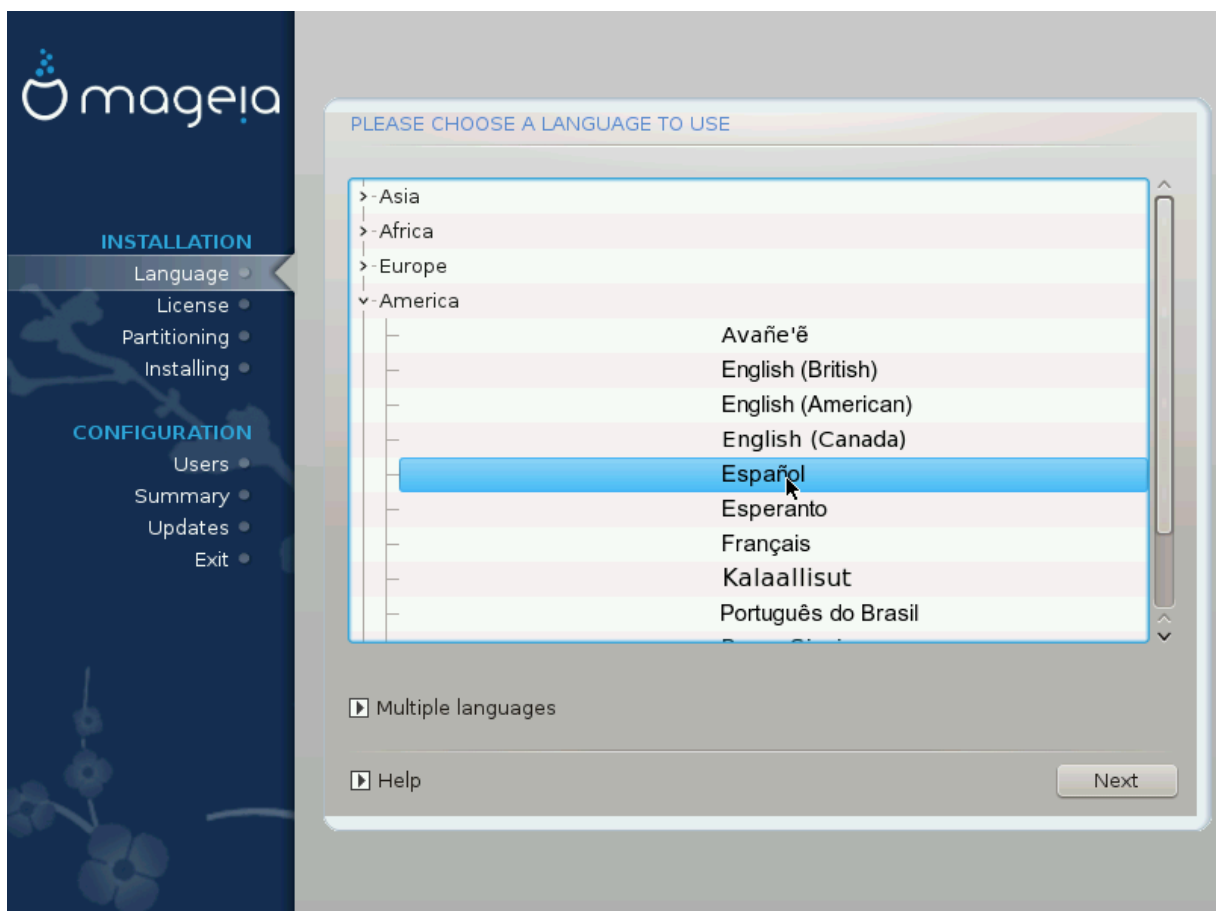 mageia
INSTALLATION
Language
License
Partitioning
Installing
CONFIGURATION
Users
Summary
Updates
Exit
PLEASE CHOOSE A LANGUAGE TO USE
Asia
Africa
Europe
America
Avañe'ẽ
English (British)
English (American)
English (Canada)
Español
Esperanto
Français
Kalaallisut
Português do Brasil
Multiple languages
Help
Next